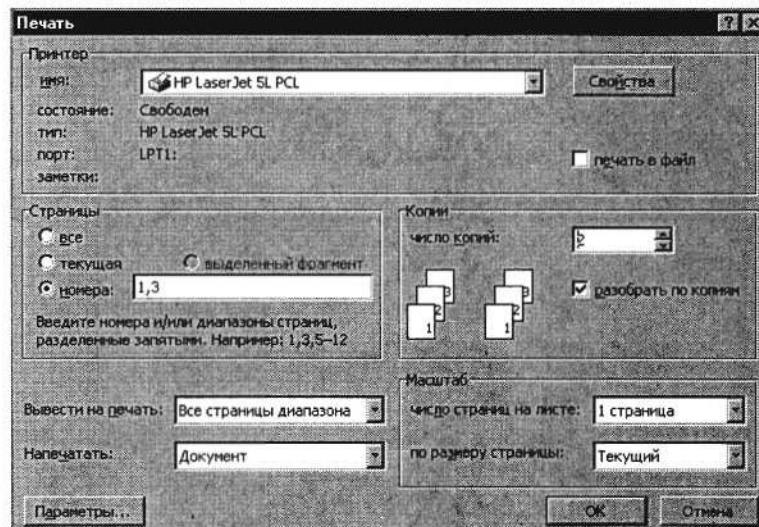 Печать
Принтер
имя: HP LaserJet 5L PCL Свойства
состояние: Свободен
тип: HP LaserJet 5L PCL
порт: LPT1: печать в файл
заметки:
Страницы
все
текущая выделенный фрагмент
номера: 1,3
Введите номера и/или диапазоны страниц,
разделенные запятыми. Например: 1,3,5–12
Копии
число копий: 2
3 3
2 2
1 1
разобрать по копиям
Вывести на печать: Все страницы диапазона
Напечатать: Документ
Масштаб
число страниц на листе: 1 страница
по размеру страницы: Текущий
Параметры... ОК Отмена